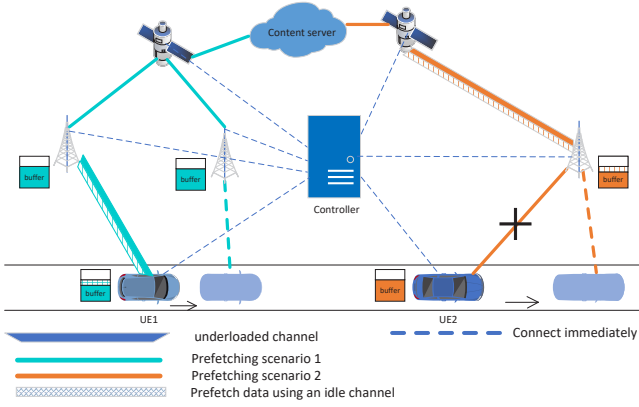 Content server
buffer
buffer
buffer
Controller
buffer
buffer
UE1
UE2
underloaded channel
Connect immediately
Prefetching scenario 1
Prefetching scenario 2
Prefetch data using an idle channel